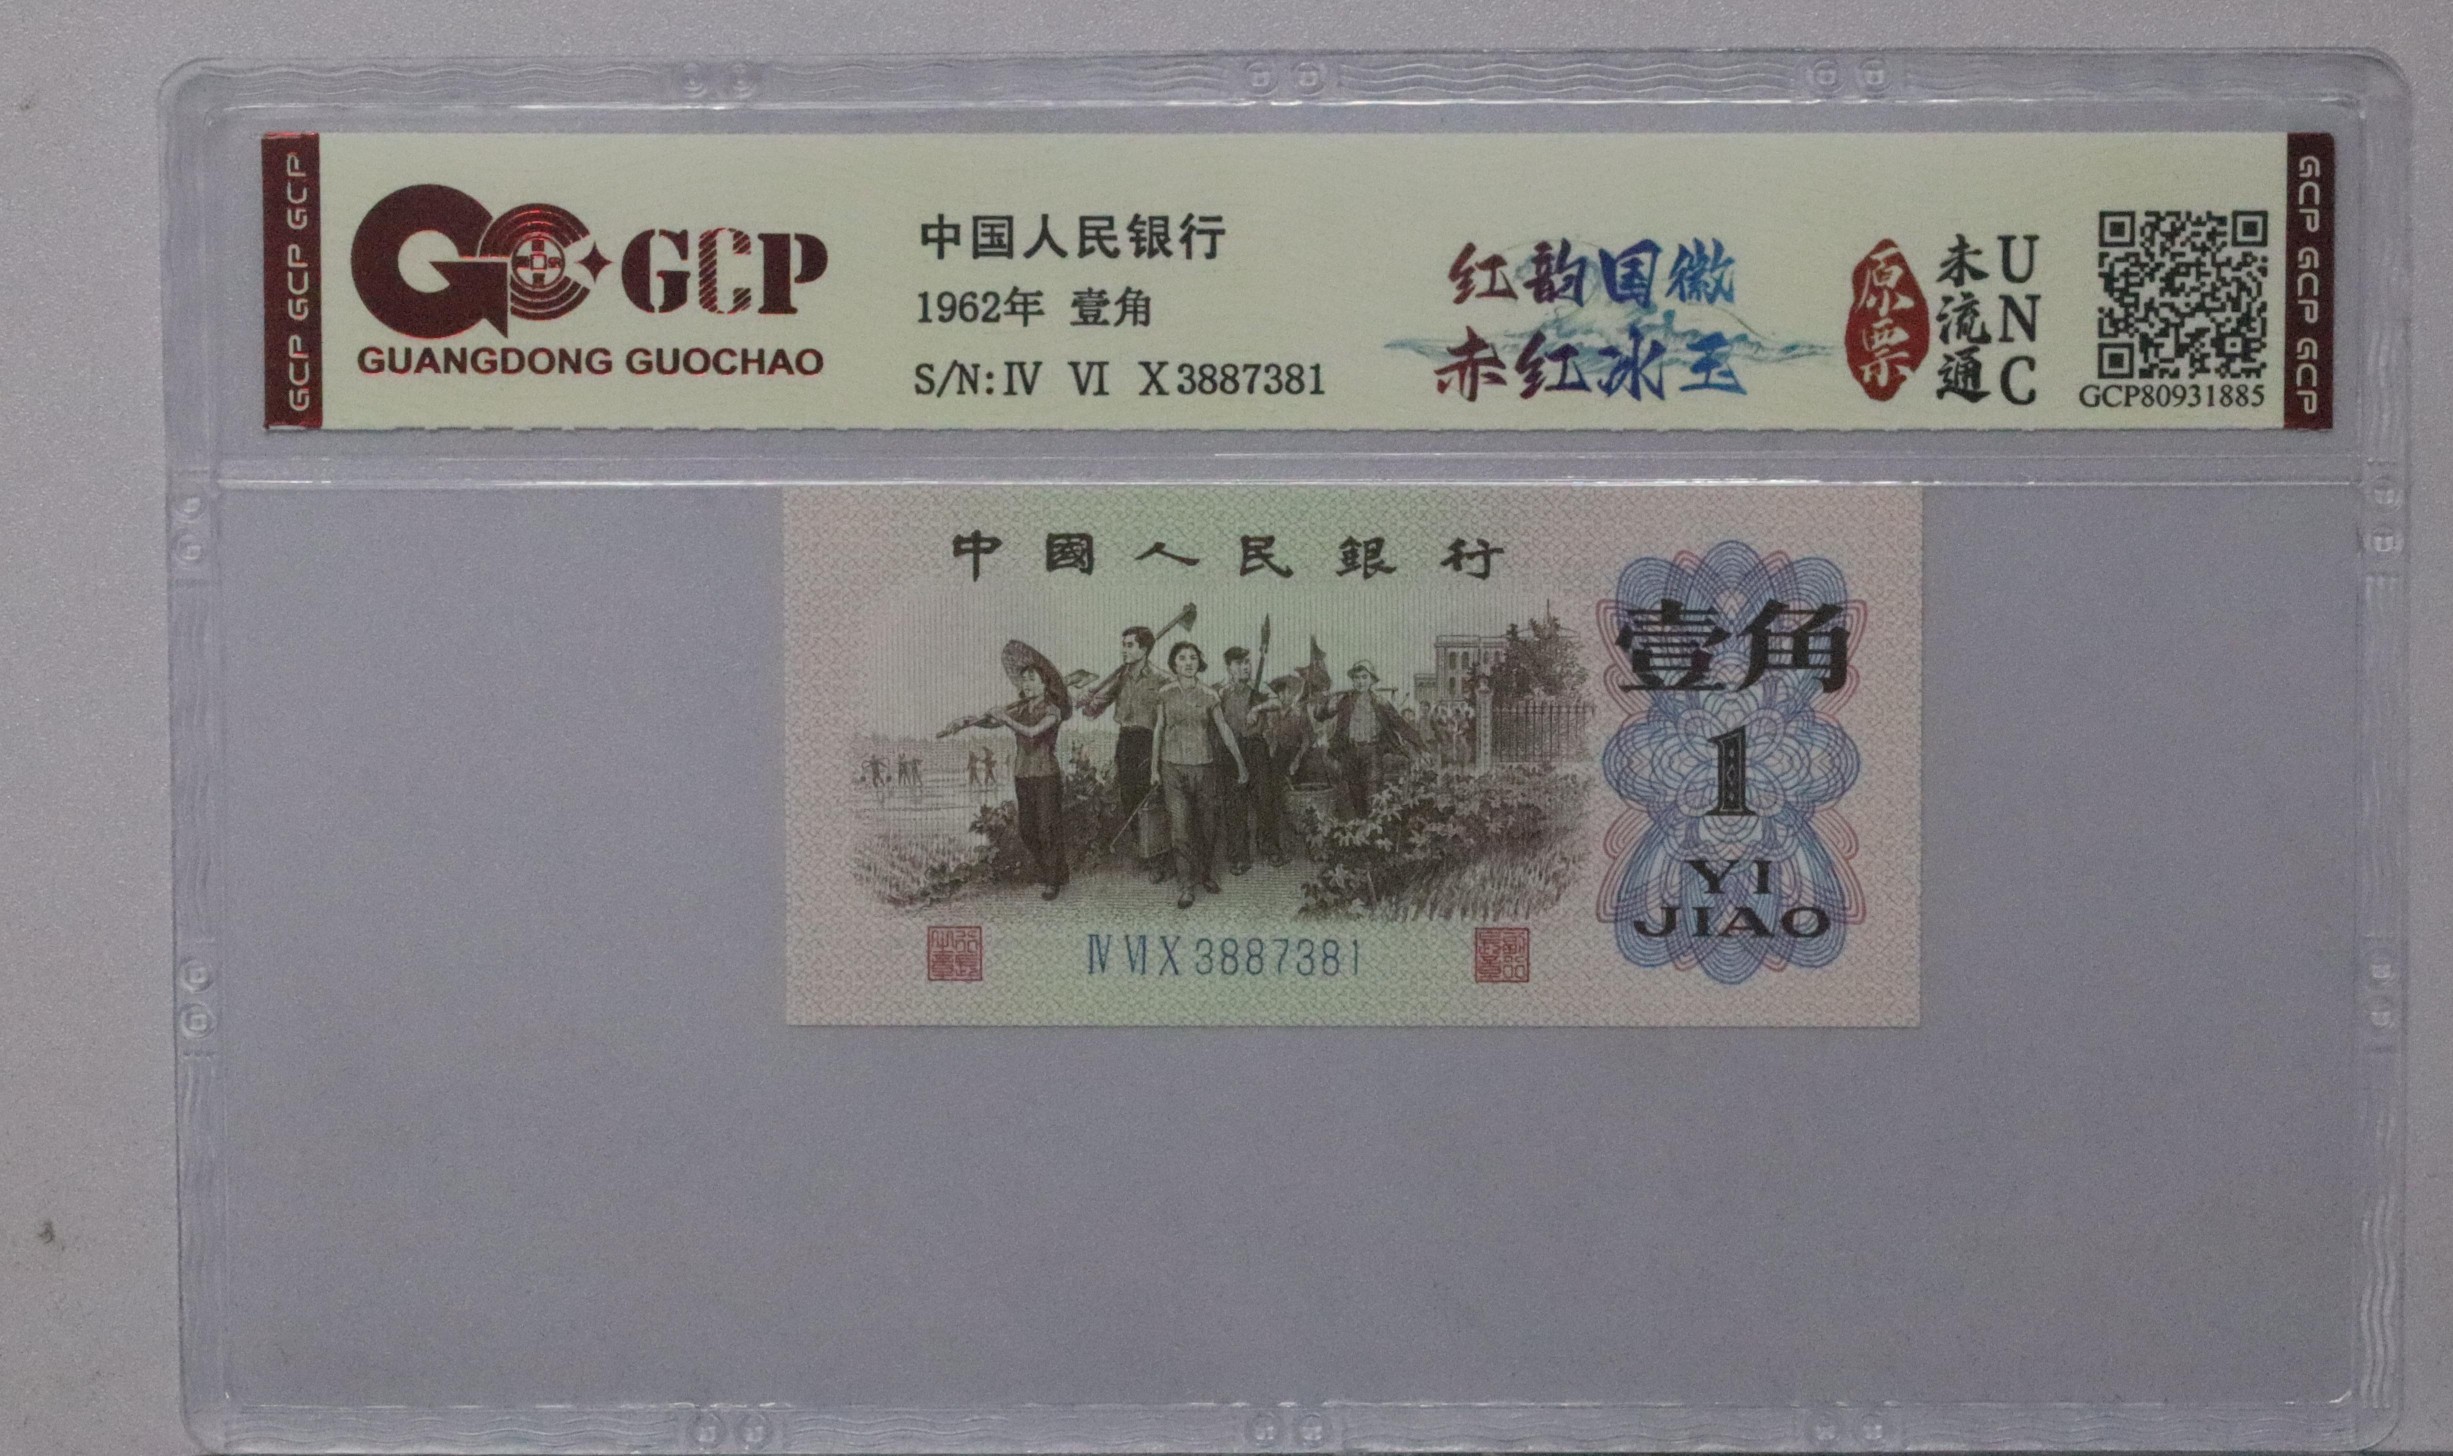 GCP GCP GCP
GCP
GUANGDONG GUOCHAO
中国人民银行
1962年 壹角
S/N: Ⅳ Ⅵ Ⅹ 3887381
红韵国徽
赤红冰玉
原票
未流通
UNC
GCP80931885
GCP GCP GCP
中國人民銀行
壹角
1
YI
JIAO
Ⅳ Ⅵ Ⅹ 3887381